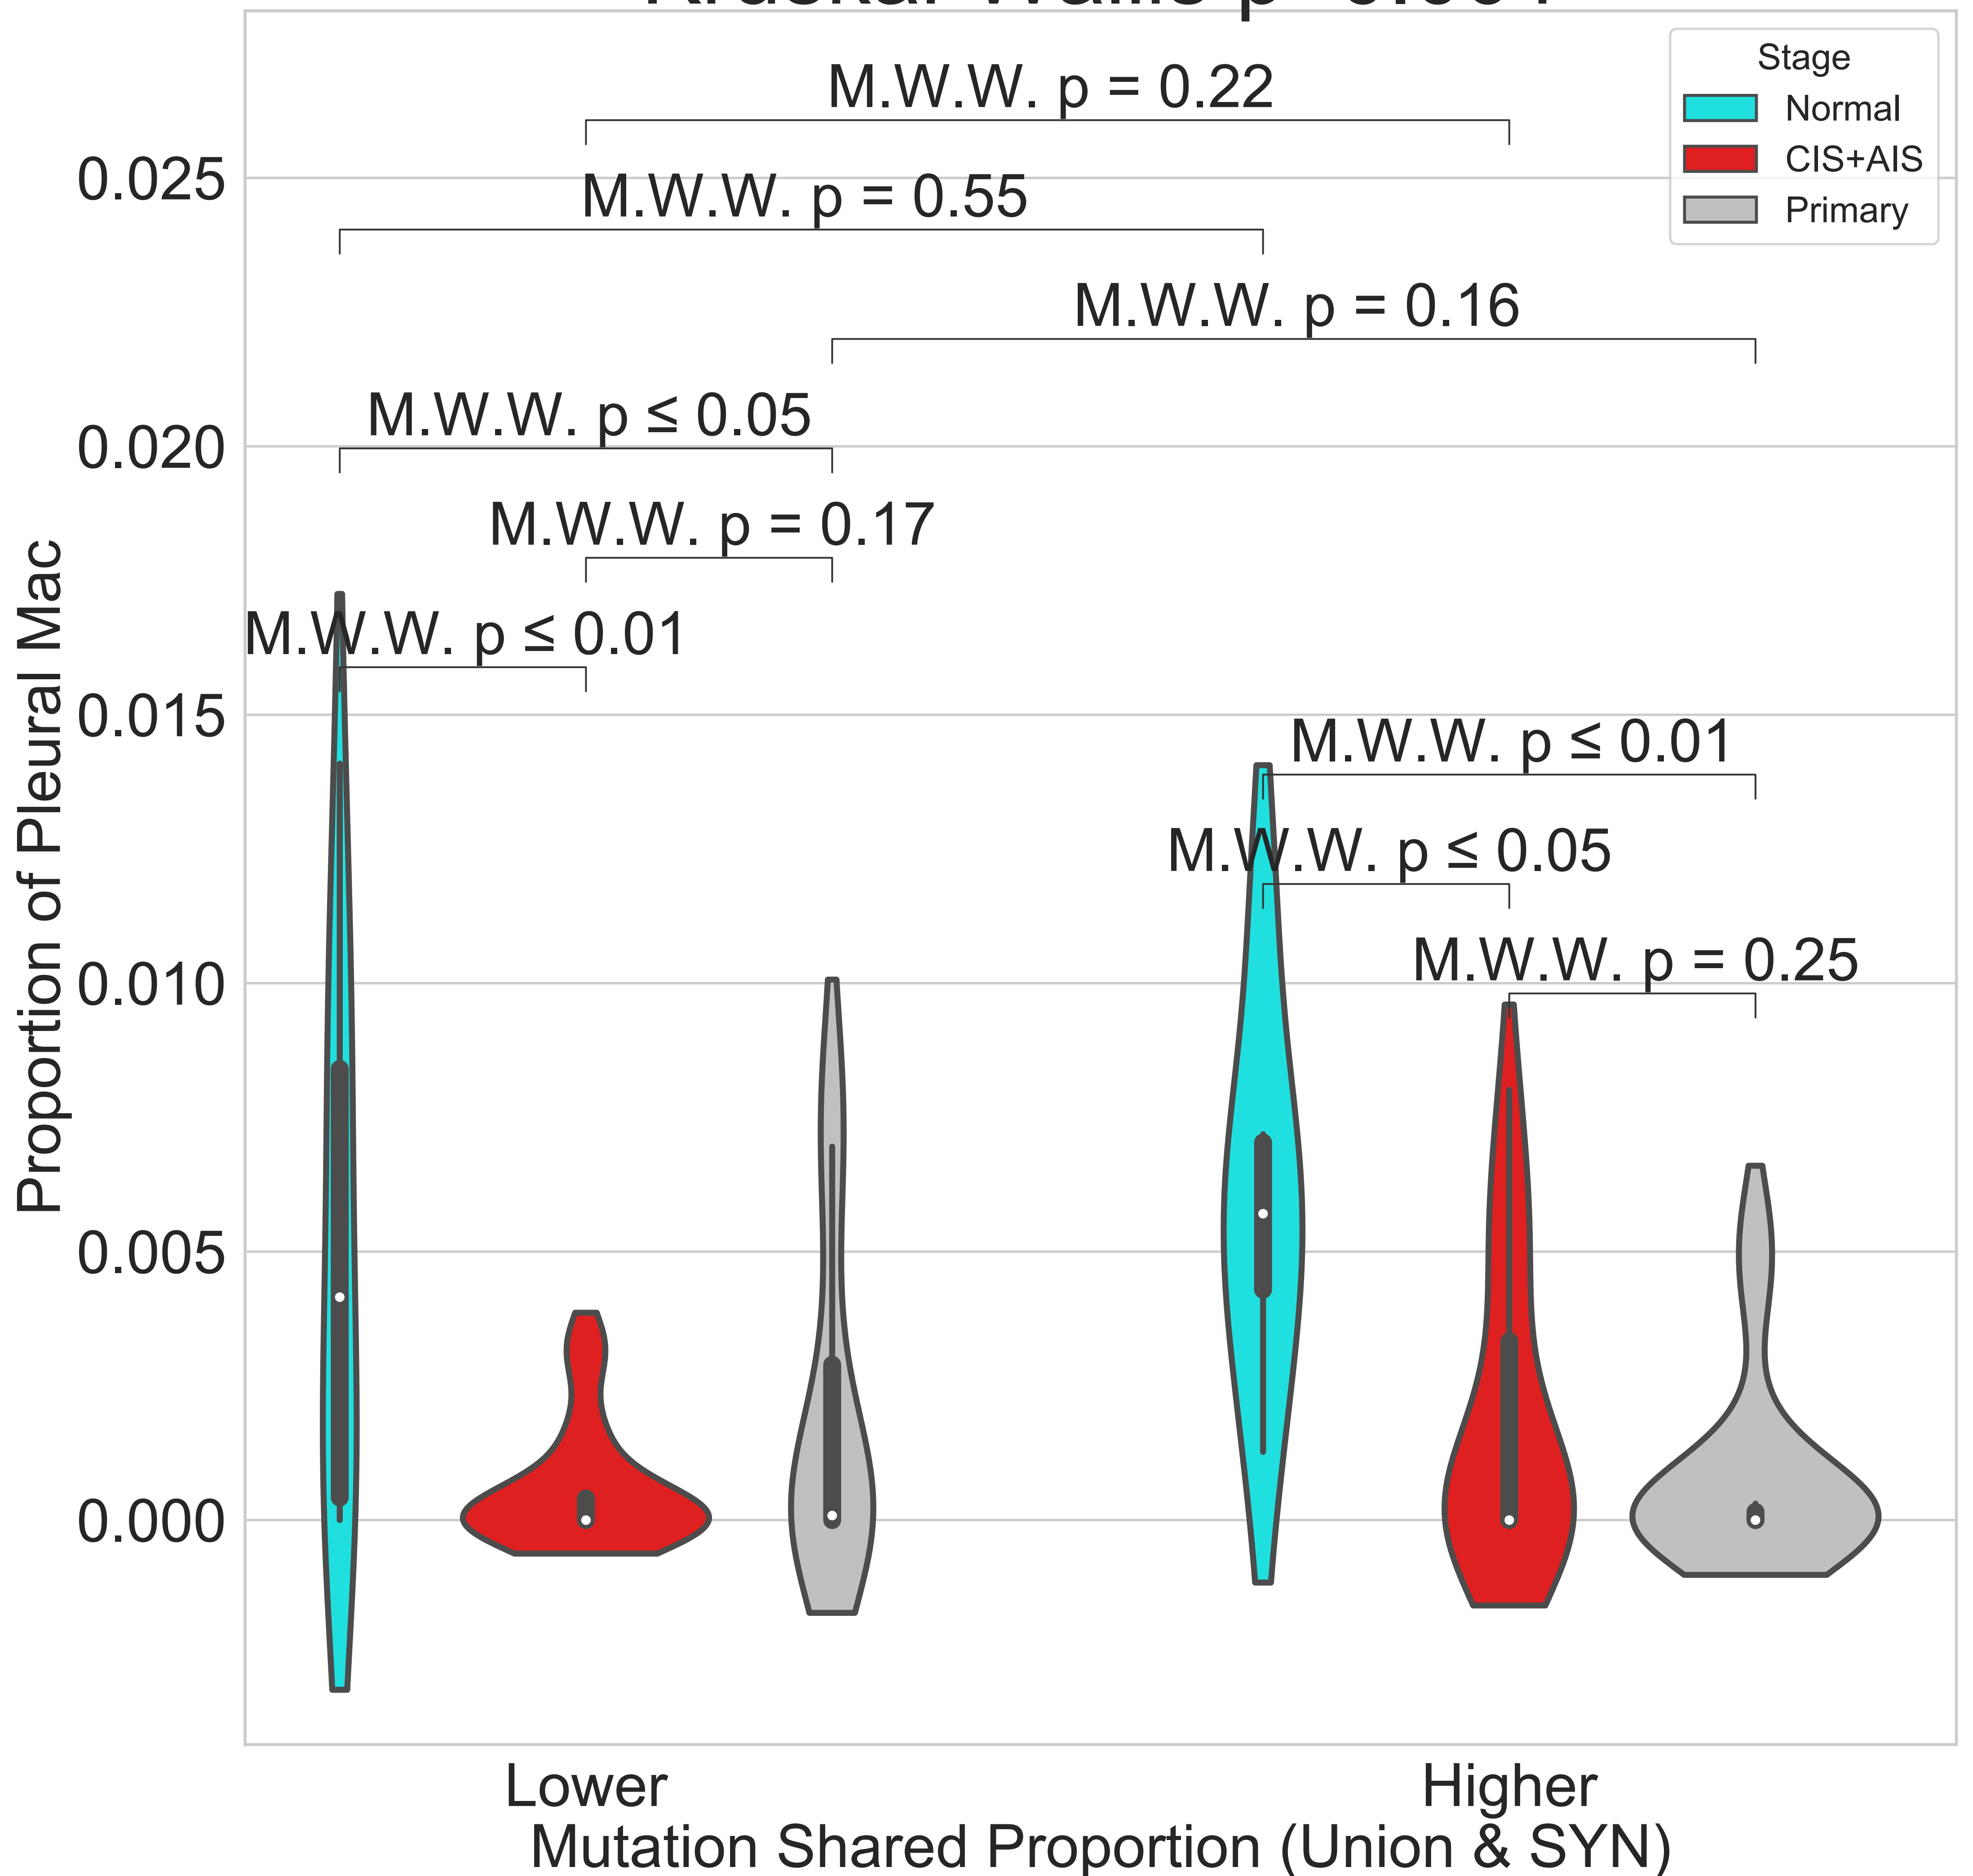 Stage
Normal
CIS+AIS
Primary
M.W.W. p = 0.22
M.W.W. p = 0.55
M.W.W. p = 0.16
M.W.W. p ≤ 0.05
M.W.W. p = 0.17
M.W.W. p ≤ 0.01
M.W.W. p ≤ 0.01
M.W.W. p ≤ 0.05
M.W.W. p = 0.25
0.025
0.020
0.015
0.010
0.005
0.000
Proportion of Pleural Mac
Lower
Higher
Mutation Shared Proportion (Union & SYN)